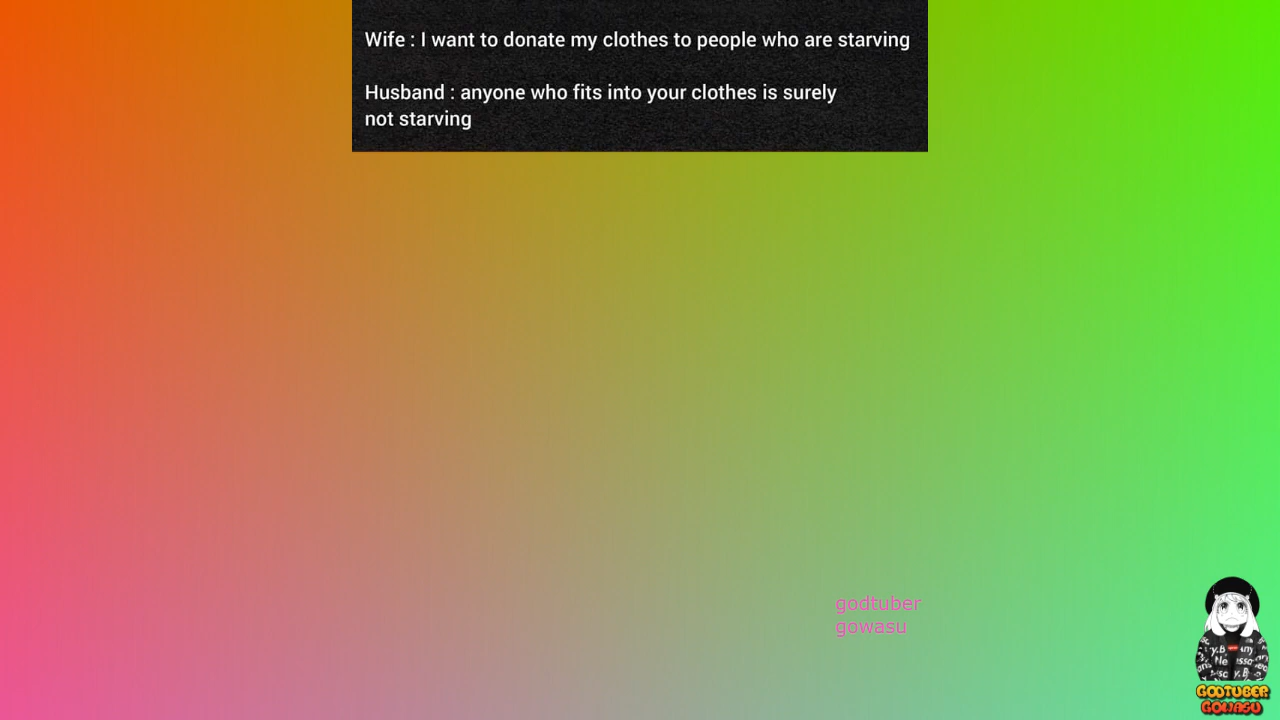 Wife : I want to donate my clothes to people who are starving
Husband : anyone who fits into your clothes is surely
not starving
godtuber
gowasu
GODTUBER
GOWASU